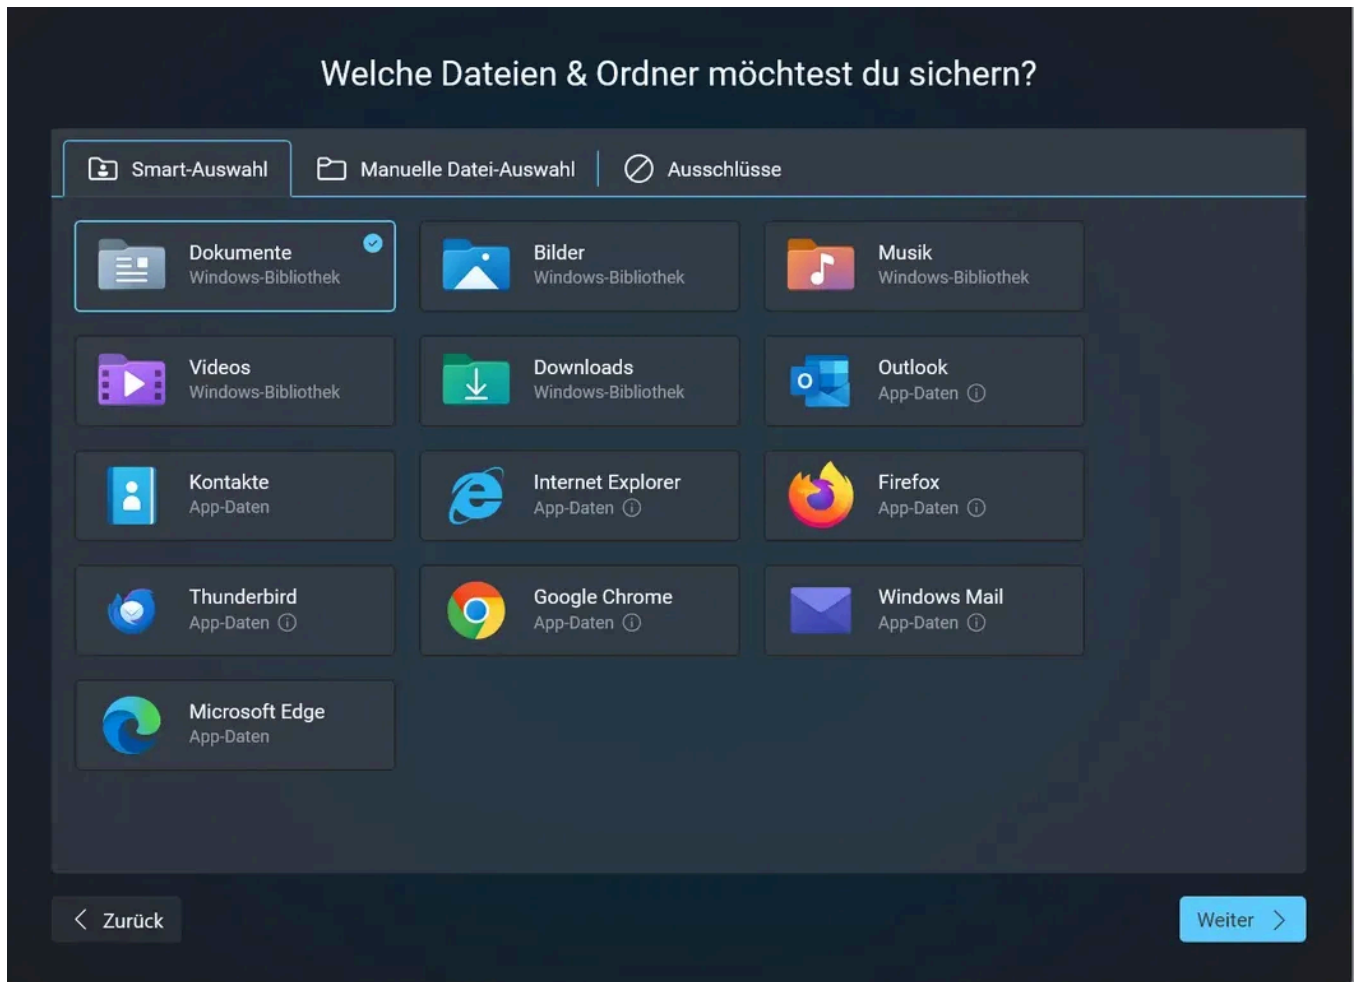 Welche Dateien & Ordner möchtest du sichern?
Smart-Auswahl
Manuelle Datei-Auswahl
Ausschlüsse
Dokumente
Windows-Bibliothek
Bilder
Windows-Bibliothek
Musik
Windows-Bibliothek
Videos
Windows-Bibliothek
Downloads
Windows-Bibliothek
Outlook
App-Daten
Kontakte
App-Daten
Internet Explorer
App-Daten
Firefox
App-Daten
Thunderbird
App-Daten
Google Chrome
App-Daten
Windows Mail
App-Daten
Microsoft Edge
App-Daten
Zurück
Weiter